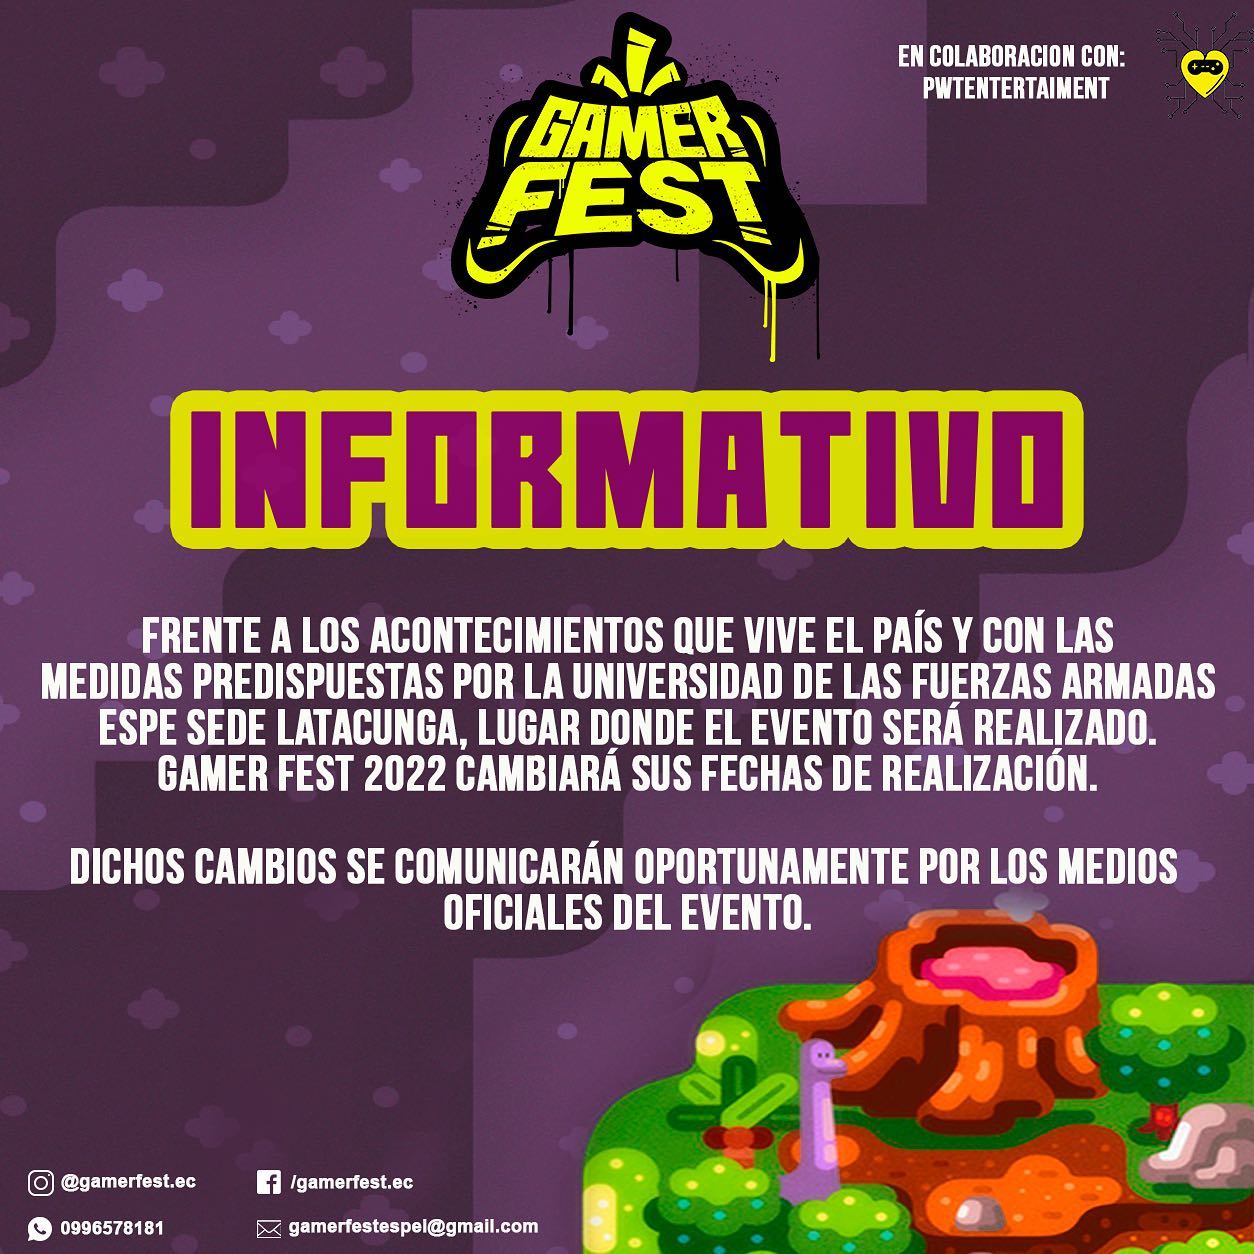 EN COLABORACION CON:
PWTENTERTAIMENT
GAMER
FEST
INFORMATIVO
FRENTE A LOS ACONTECIMIENTOS QUE VIVE EL PAÍS Y CON LAS
MEDIDAS PREDISPUESTAS POR LA UNIVERSIDAD DE LAS FUERZAS ARMADAS
ESPE SEDE LATACUNGA, LUGAR DONDE EL EVENTO SERÁ REALIZADO.
GAMER FEST 2022 CAMBIARÁ SUS FECHAS DE REALIZACIÓN.
DICHOS CAMBIOS SE COMUNICARÁN OPORTUNAMENTE POR LOS MEDIOS
OFICIALES DEL EVENTO.
@gamerfest.ec
/gamerfest.ec
0996578181
gamerfestespel@gmail.com